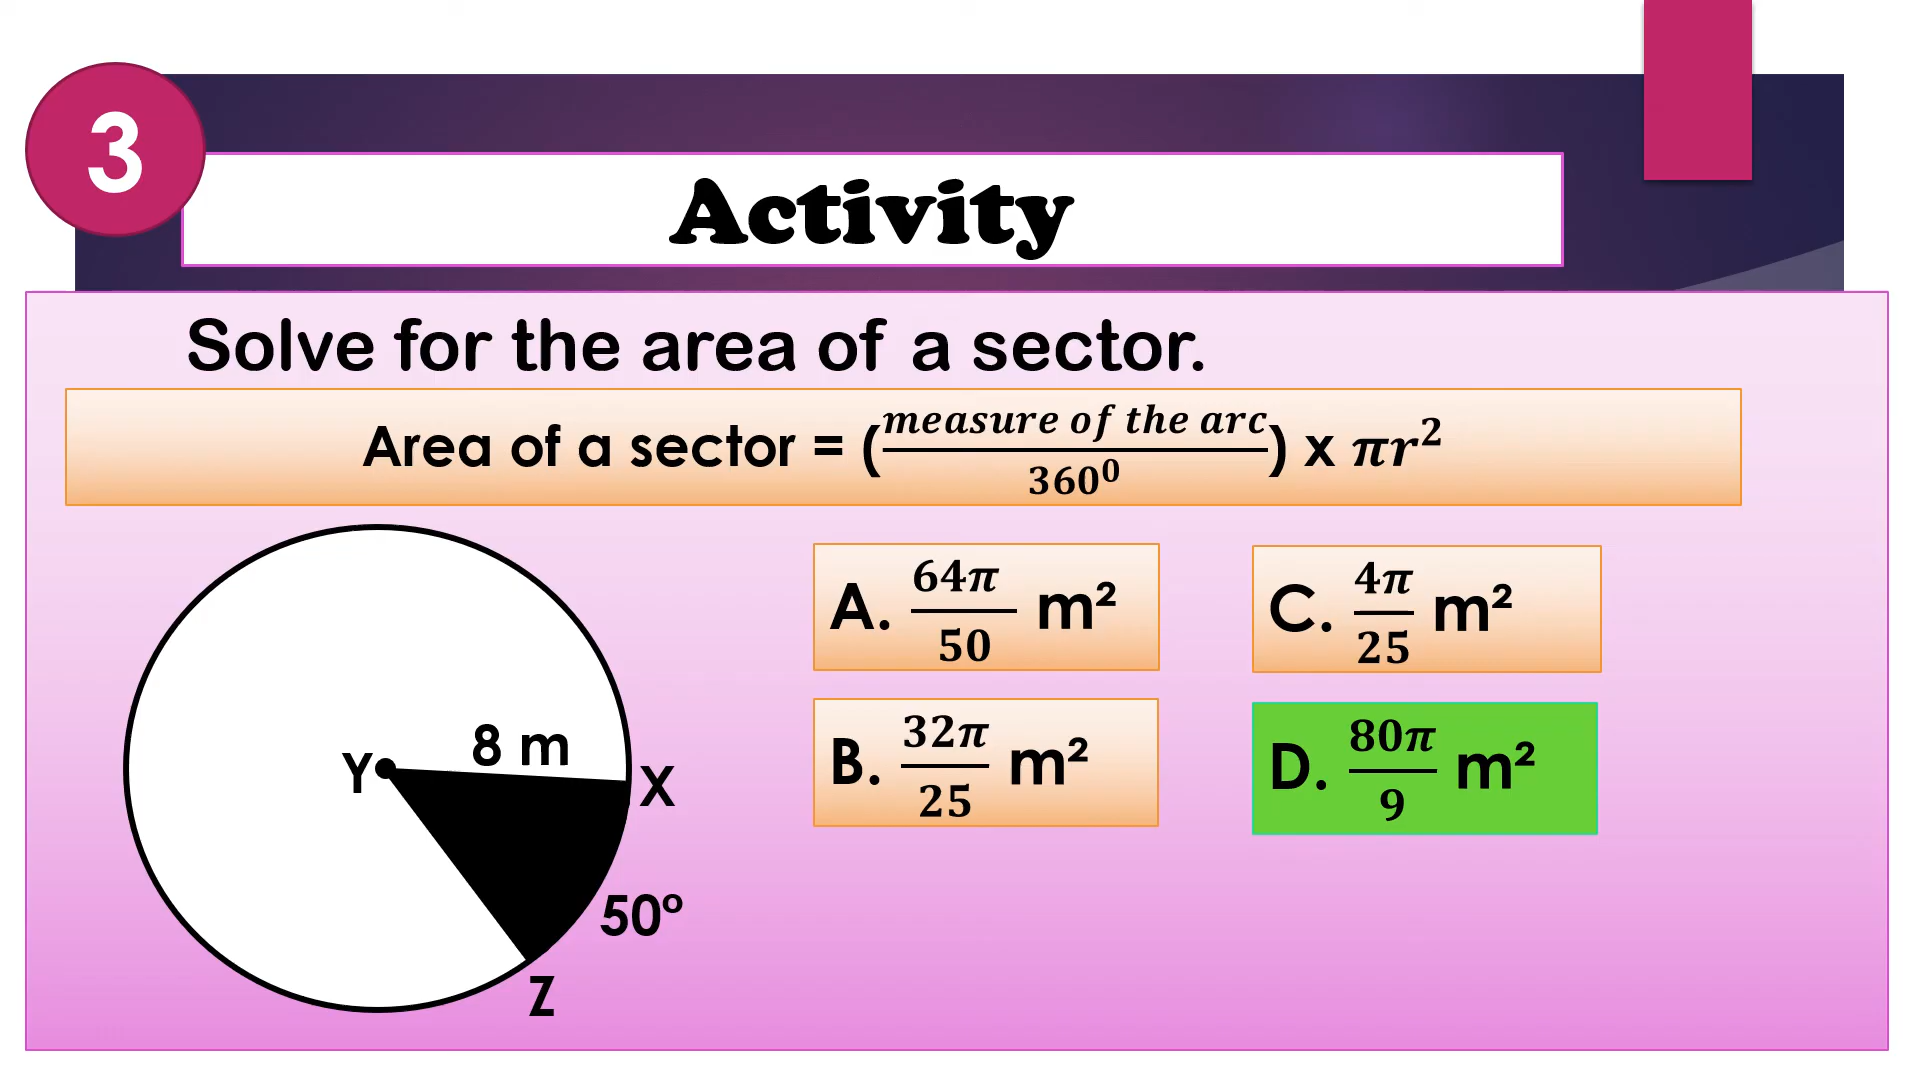 3
Activity
Solve for the area of a sector.
Area of a sector = (measure of the arc/360⁰) x πr²
A. 64π/50 m²
C. 4π/25 m²
B. 32π/25 m²
D. 80π/9 m²
8 m
Y
X
50º
Z